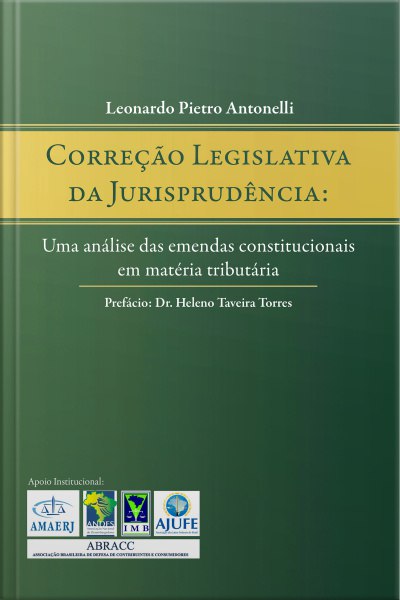 Leonardo Pietro Antonelli
Correção Legislativa
da Jurisprudência:
Uma análise das emendas constitucionais
em matéria tributária
Prefácio: Dr. Heleno Taveira Torres
Apoio Institucional:
AMAERJ
ANDES
IMB
AJUFE
ABRACC
ASSOCIAÇÃO BRASILEIRA DE DEFESA DE CONTRIBUINTES E CONSUMIDORES